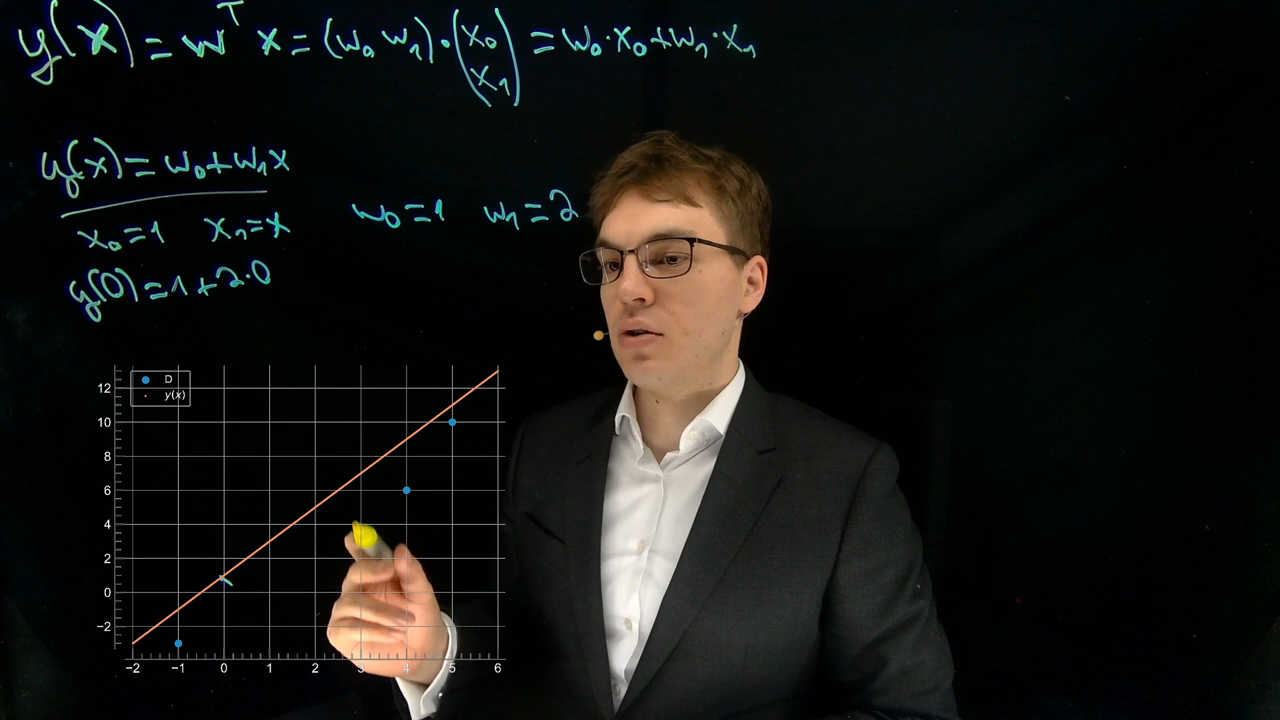 y(x) = w^T x = (w₀ w₁) · (x₀ x₁) = w₀·x₀+w₁·x₁
y(x) = w₀+w₁x
x₀=1 x₁=x w₀=1 w₁=2
y(0)=1+2·0
D
y(x)
12
10
8
6
4
2
0
−2
−2 −1 0 1 2 3 4 5 6